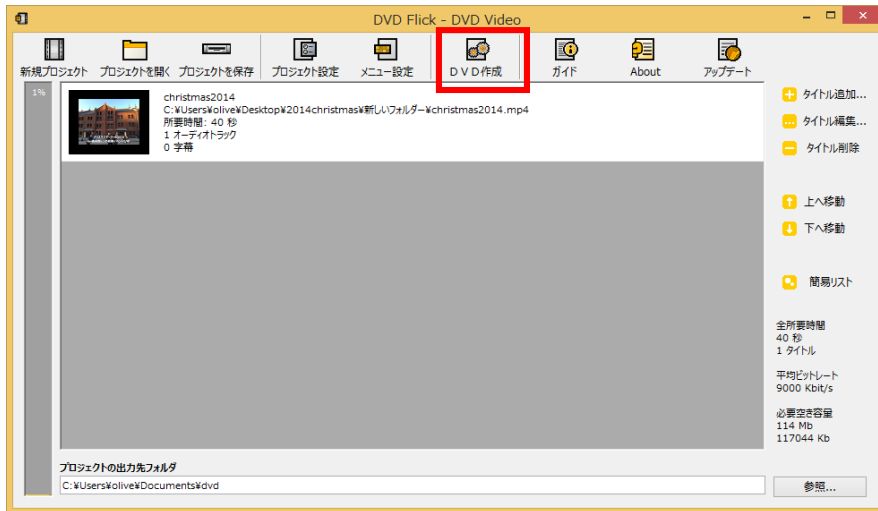 DVD Flick - DVD Video
新規プロジェクト プロジェクトを開く プロジェクトを保存 プロジェクト設定 メニュー設定 ＤＶＤ作成 ガイド About アップデート
1%
christmas2014
C:¥Users¥olive¥Desktop¥2014christmas¥新しいフォルダー¥christmas2014.mp4
所要時間: 40 秒
1 オーディオトラック
0 字幕
タイトル追加...
タイトル編集...
タイトル削除
上へ移動
下へ移動
簡易リスト
全所要時間
40 秒
1 タイトル
平均ビットレート
9000 Kbit/s
必要空き容量
114 Mb
117044 Kb
プロジェクトの出力先フォルダ
C:¥Users¥olive¥Documents¥dvd
参照...